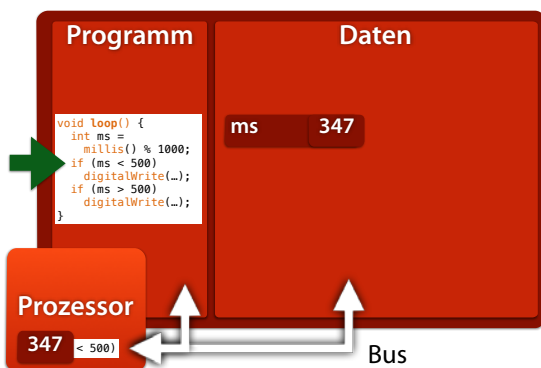 Programm
Daten
void loop() {
int ms =
millis() % 1000;
if (ms < 500)
digitalWrite(…);
if (ms > 500)
digitalWrite(…);
}
ms 347
Prozessor
347 < 500)
Bus